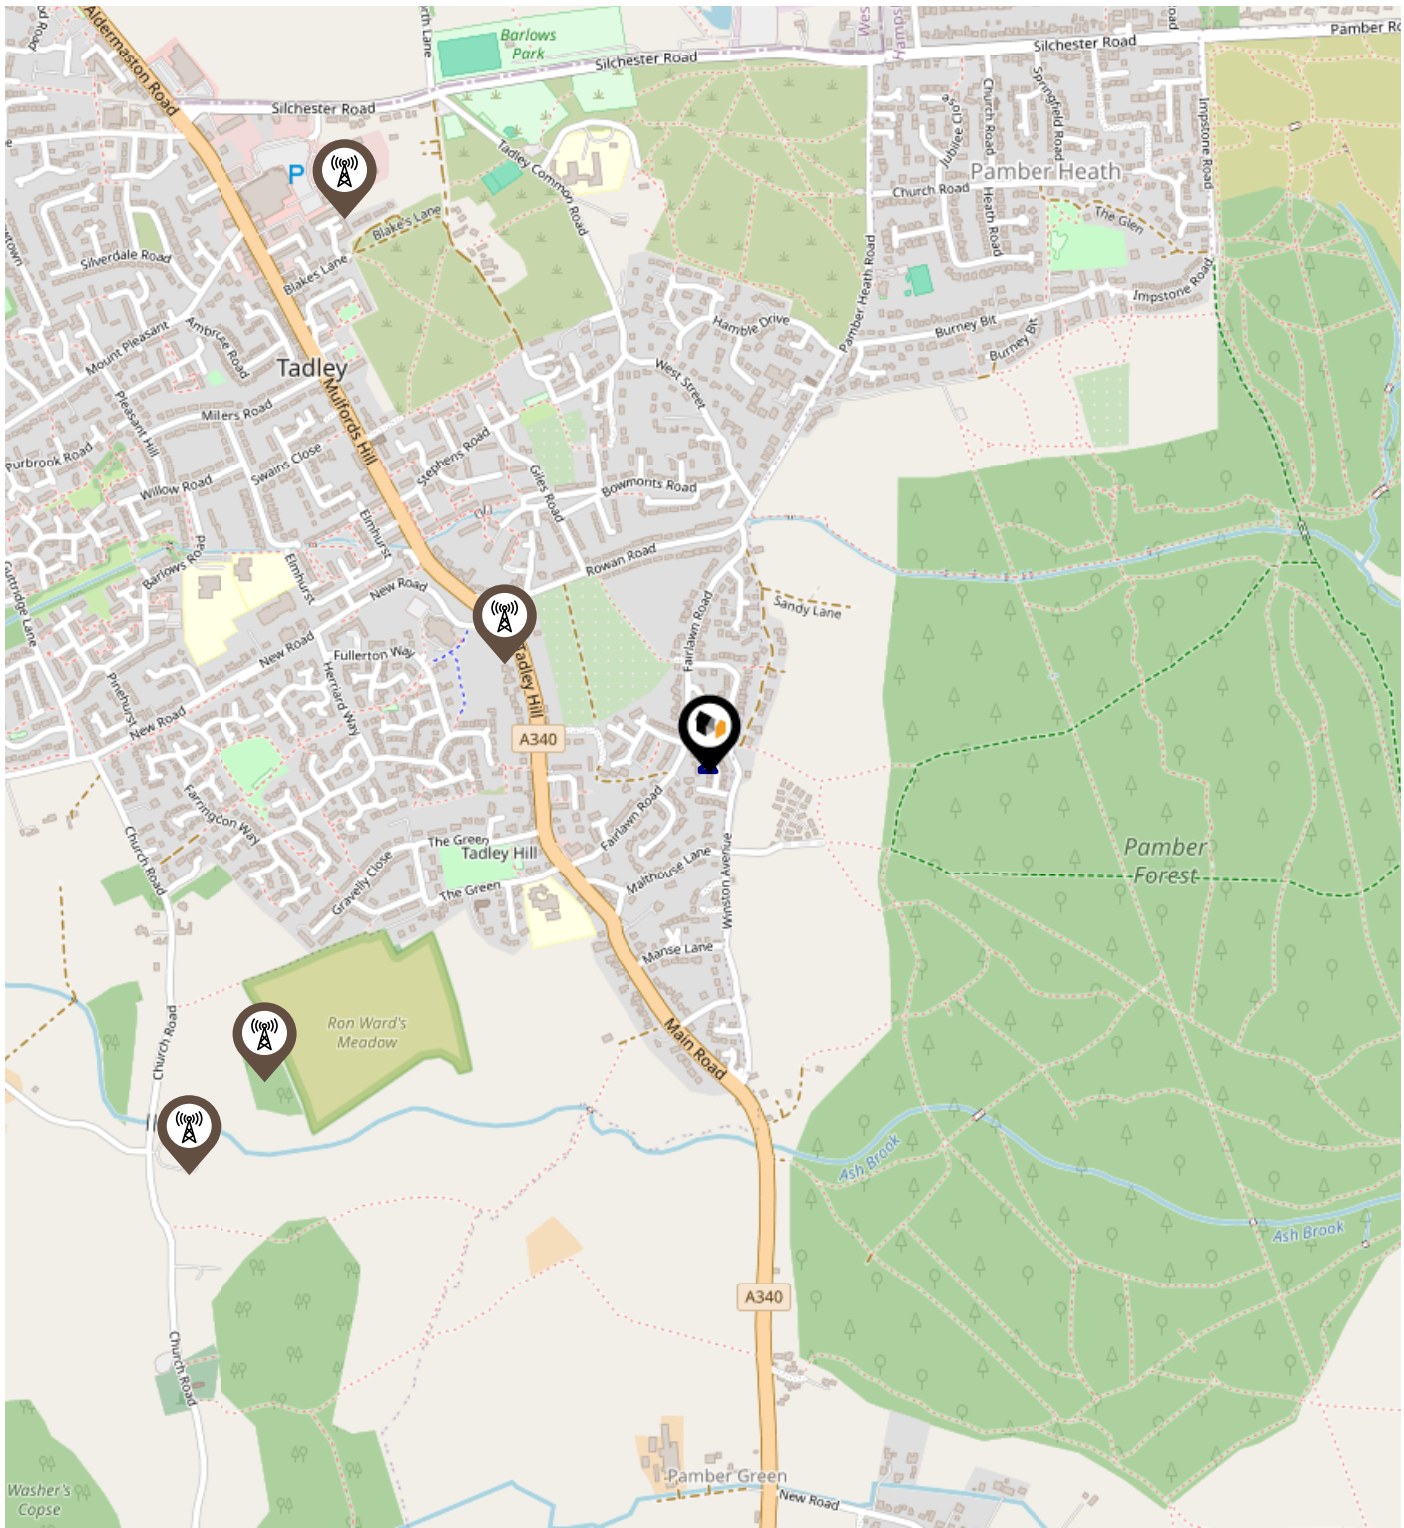 Aldermaston Road
Barlows
Park
Silchester Road
Silchester Road
Silchester Road
Pamber
Impstone Road
Springfield Road
Church Road
Jubilee
Pamber Heath
Church Road
Heath Road
The Glen
Tadley Common Road
P
Blakes Lane
Blakes Lane
Silverdale Road
Impstone Road
Pamber Heath Road
Burney Bit
Burney Bit
Hamble Drive
Mount Pleasant
Ambrose Road
Tadley
West Street
Mulfords Hill
Millers Road
Pleasant Hill
Stephens Road
Purbrook Road
Swains Close
Willow Road
Giles Road
Bowmonts Road
Elmhurst
Elmhurst
Barlows Road
Rowan Road
New Road
Sandy Lane
Fairlawn Road
New Road
Fullerton Way
Herriard Way
Tadley Hill
Pinehurst
New Road
A340
Farringdon Way
Fairlawn Road
Church Road
The Green
Tadley Hill
Malthouse Lane
Winston Avenue
Gravelly Close
The Green
Pamber
Forest
Manse Lane
Ron Ward's
Meadow
Church Road
Main Road
Ash Brook
Ash Brook
A340
Church Road
Pamber Green
New Road
Washer's
Copse